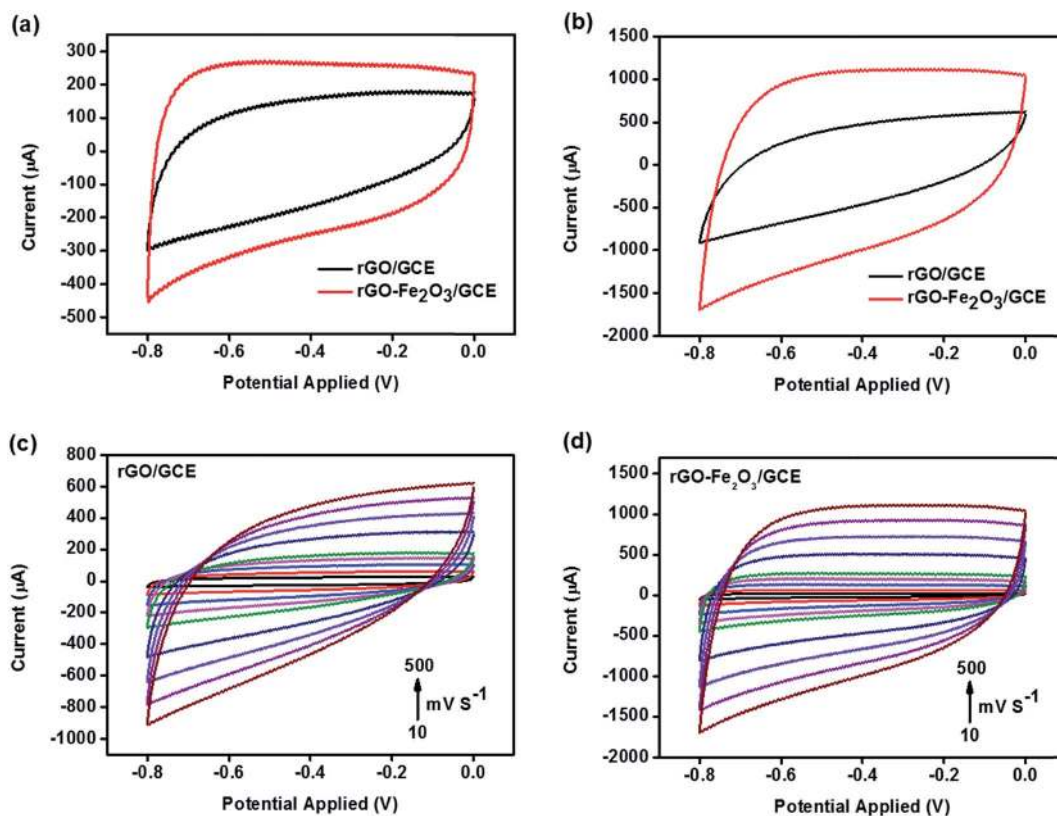 (a)
300
200
100
0
-100
-200
-300
-400
-500
Current (μA)
rGO/GCE
rGO-Fe₂O₃/GCE
-0.8 -0.6 -0.4 -0.2 0.0
Potential Applied (V)
(b)
1500
1000
500
0
-500
-1000
-1500
-2000
Current (μA)
rGO/GCE
rGO-Fe₂O₃/GCE
-0.8 -0.6 -0.4 -0.2 0.0
Potential Applied (V)
(c)
800
600
400
200
0
-200
-400
-600
-800
-1000
Current (μA)
rGO/GCE
500
mV S⁻¹
10
-0.8 -0.6 -0.4 -0.2 0.0
Potential Applied (V)
(d)
1500
1000
500
0
-500
-1000
-1500
-2000
Current (μA)
rGO-Fe₂O₃/GCE
500
mV S⁻¹
10
-0.8 -0.6 -0.4 -0.2 0.0
Potential Applied (V)